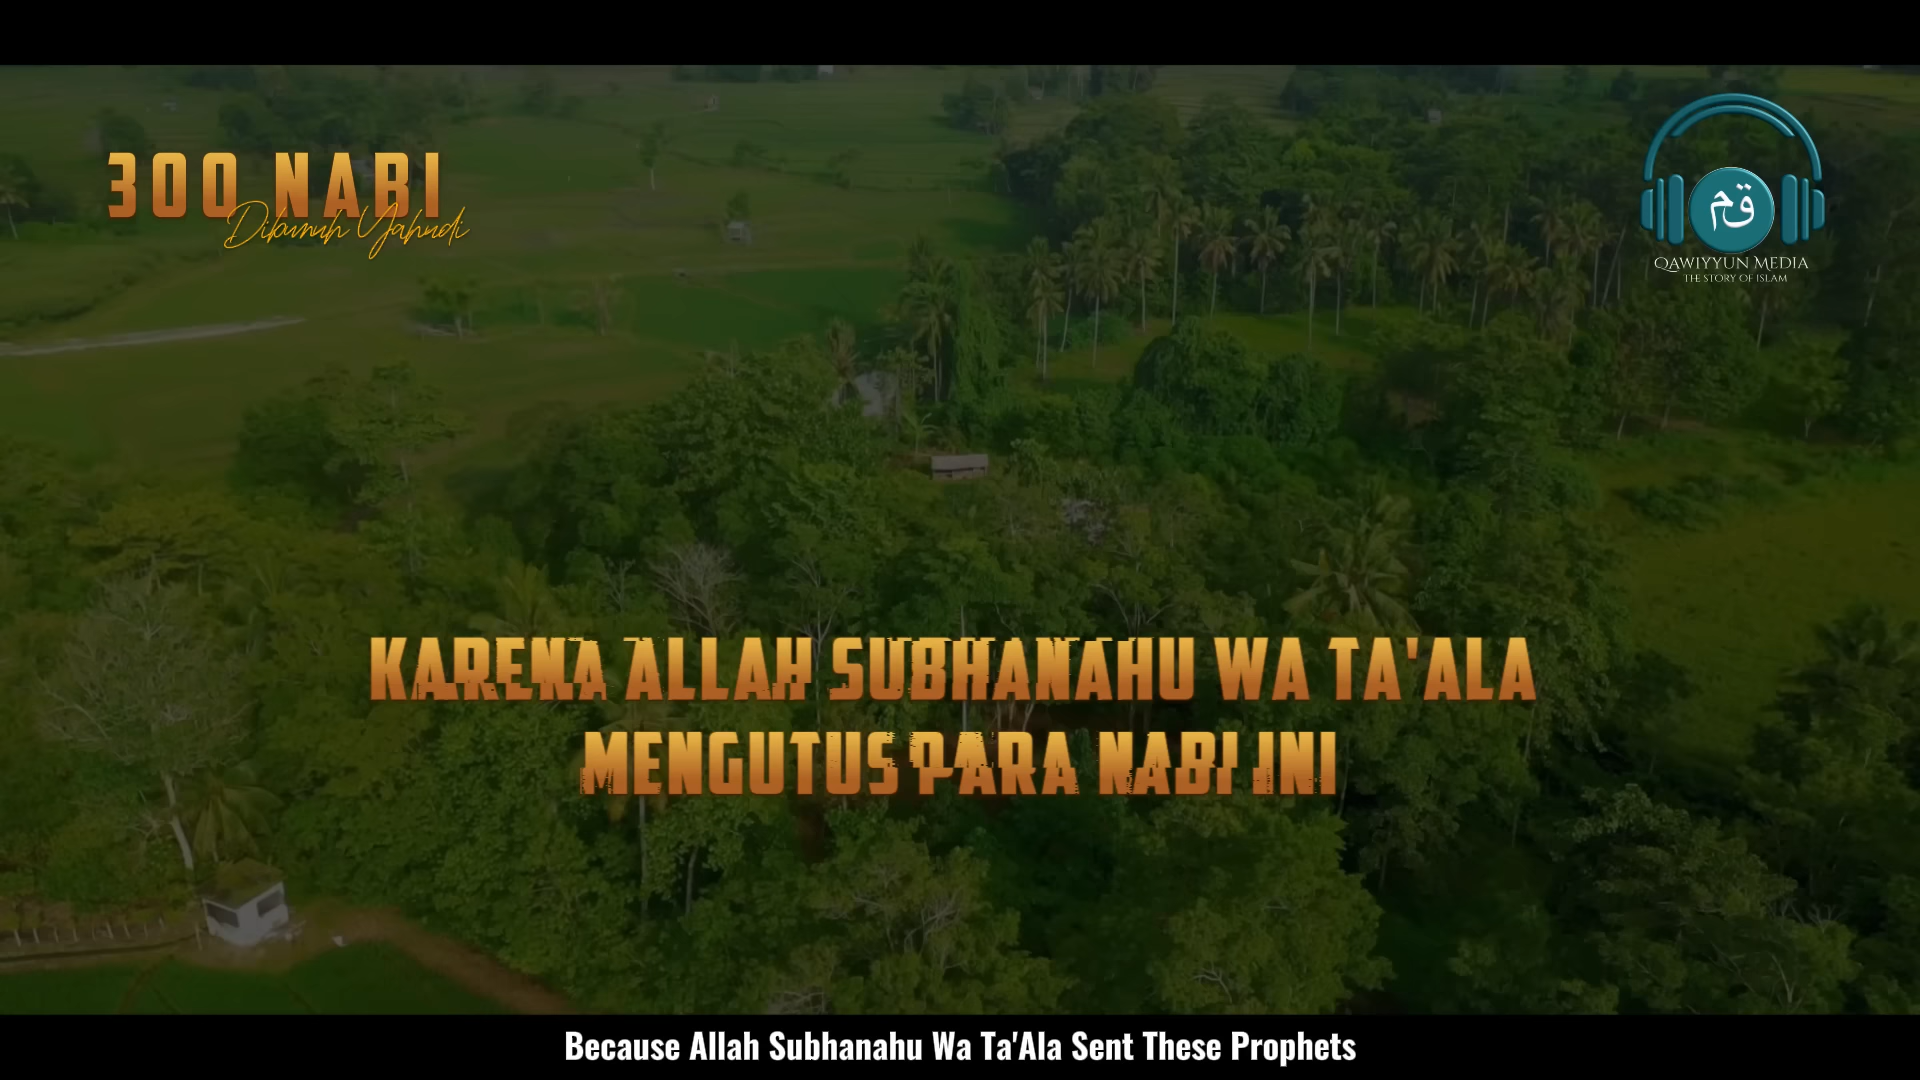 300 NABI
Dibunuh Yahudi
قم
QAWIYYUN MEDIA
THE STORY OF ISLAM
KARENA ALLAH SUBHANAHU WA TA'ALA
MENGUTUS PARA NABI INI
Because Allah Subhanahu Wa Ta'Ala Sent These Prophets